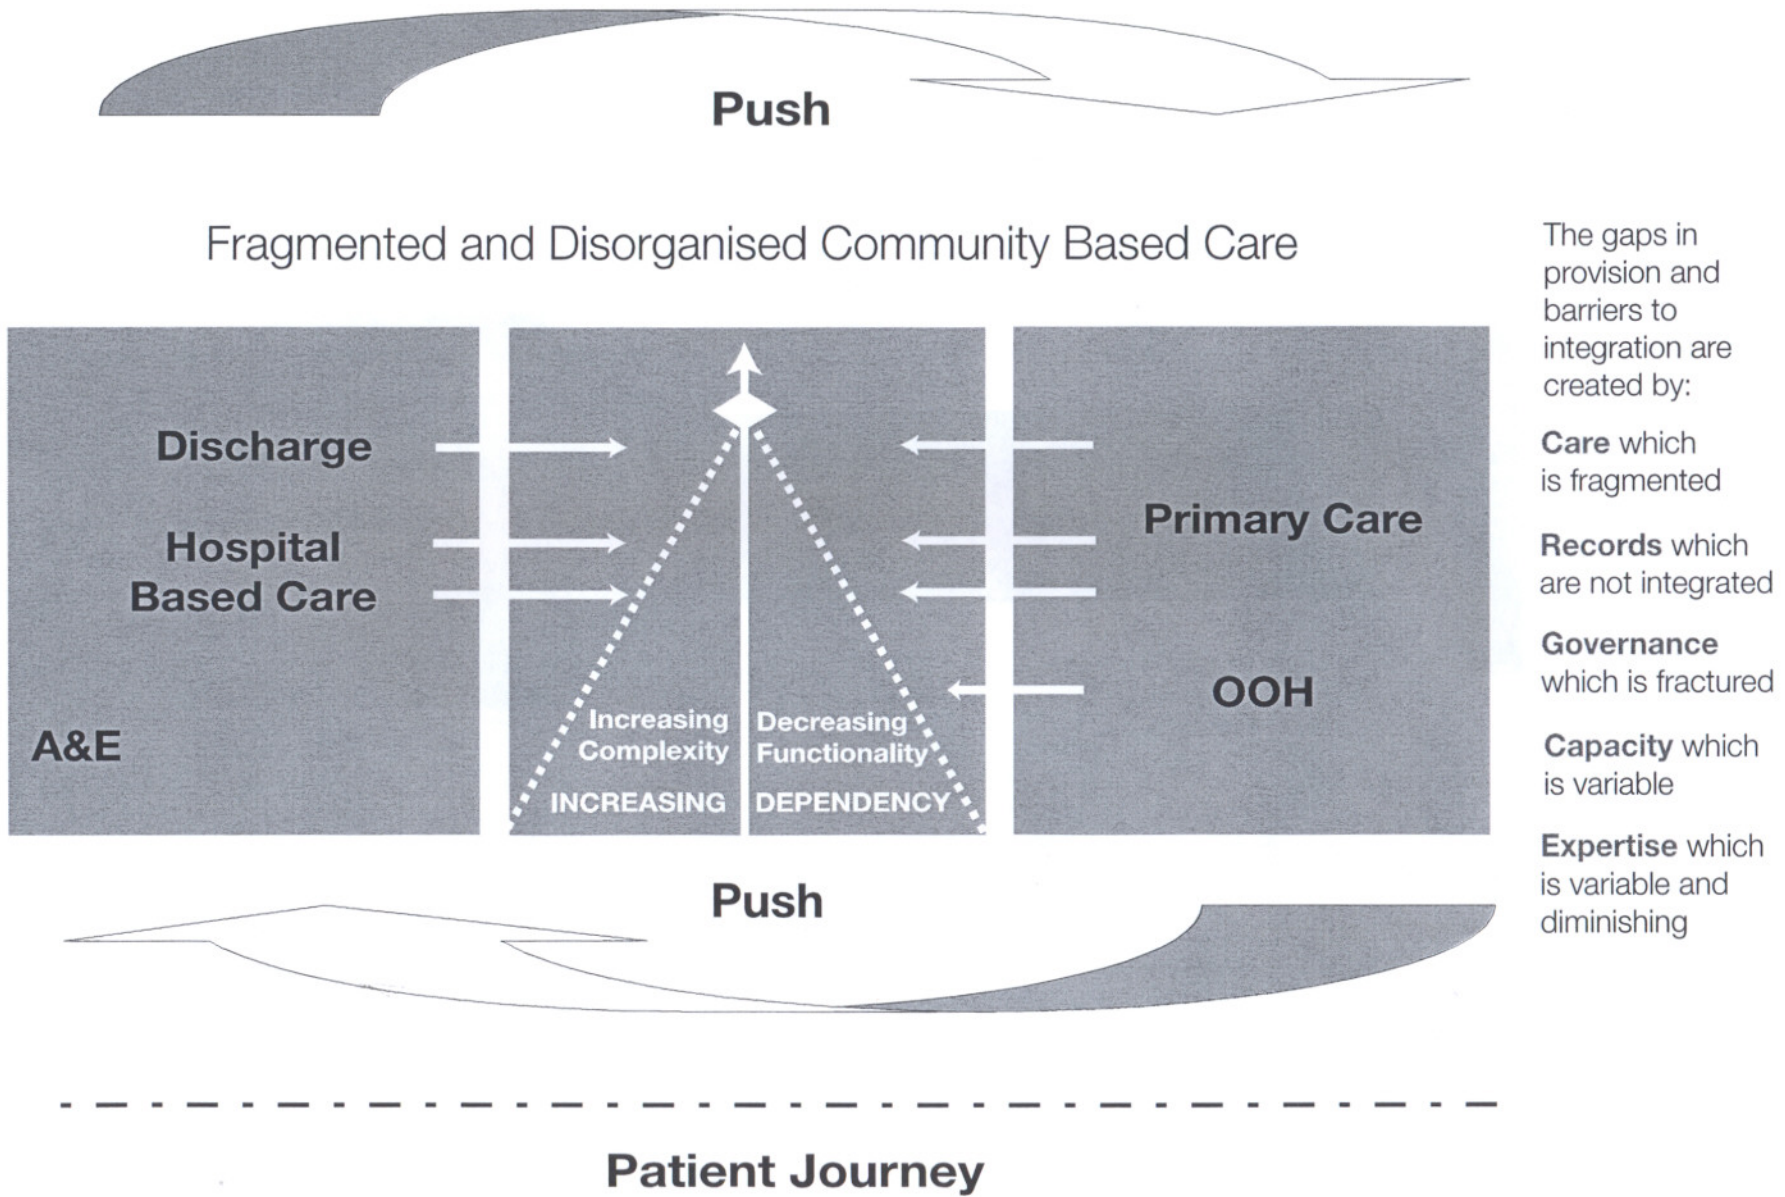 Push
Fragmented and Disorganised Community Based Care
Discharge
Hospital
Based Care
A&E
Increasing
Complexity
INCREASING
Decreasing
Functionality
DEPENDENCY
Primary Care
OOH
The gaps in
provision and
barriers to
integration are
created by:
Care which
is fragmented
Records which
are not integrated
Governance
which is fractured
Capacity which
is variable
Expertise which
is variable and
diminishing
Push
Patient Journey